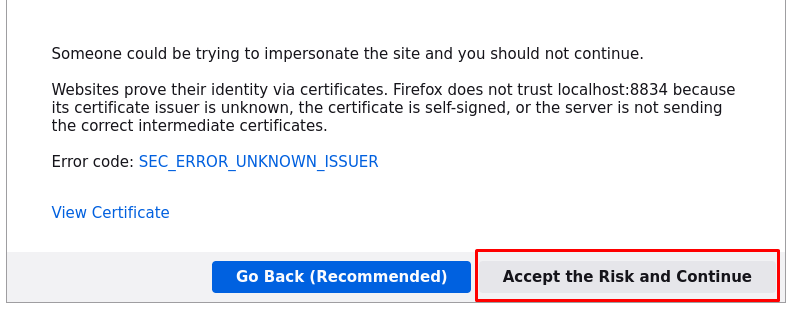 Someone could be trying to impersonate the site and you should not continue.
Websites prove their identity via certificates. Firefox does not trust localhost:8834 because
its certificate issuer is unknown, the certificate is self-signed, or the server is not sending
the correct intermediate certificates.
Error code: SEC_ERROR_UNKNOWN_ISSUER
View Certificate
Go Back (Recommended)
Accept the Risk and Continue